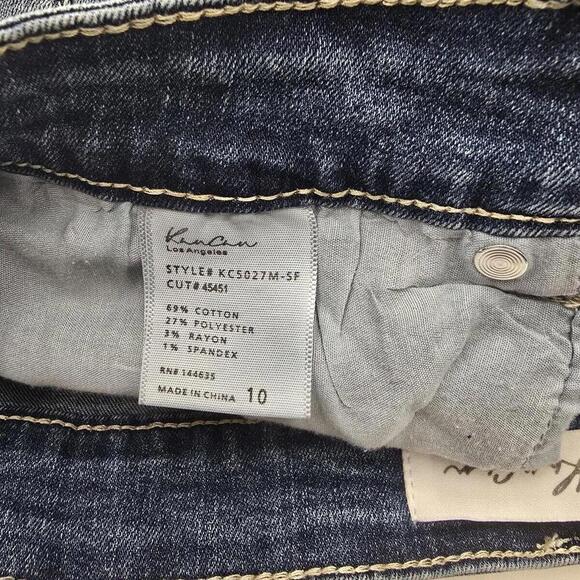 KanCan
Los Angeles
STYLE# KC5027M-SF
CUT# 45451
69% COTTON
27% POLYESTER
3% RAYON
1% SPANDEX
RN# 144635
MADE IN CHINA 10